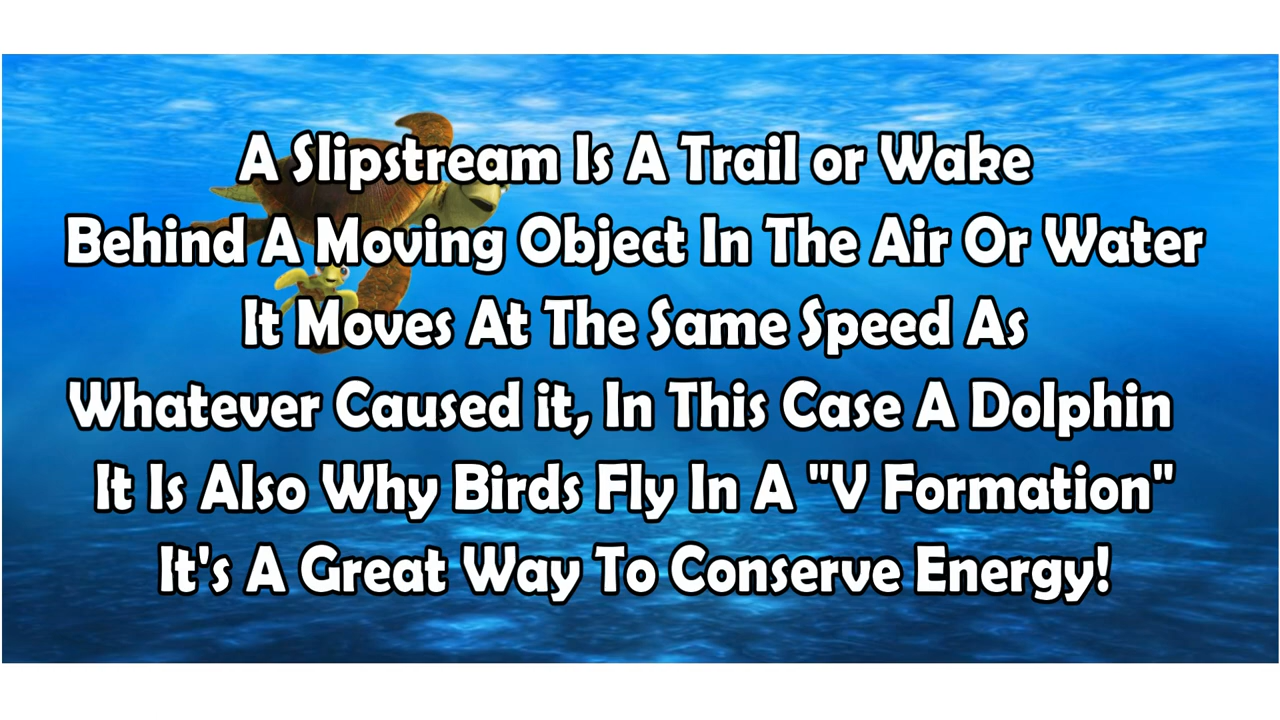 A Slipstream Is A Trail or Wake
Behind A Moving Object In The Air Or Water
It Moves At The Same Speed As
Whatever Caused it, In This Case A Dolphin
It Is Also Why Birds Fly In A "V Formation"
It's A Great Way To Conserve Energy!